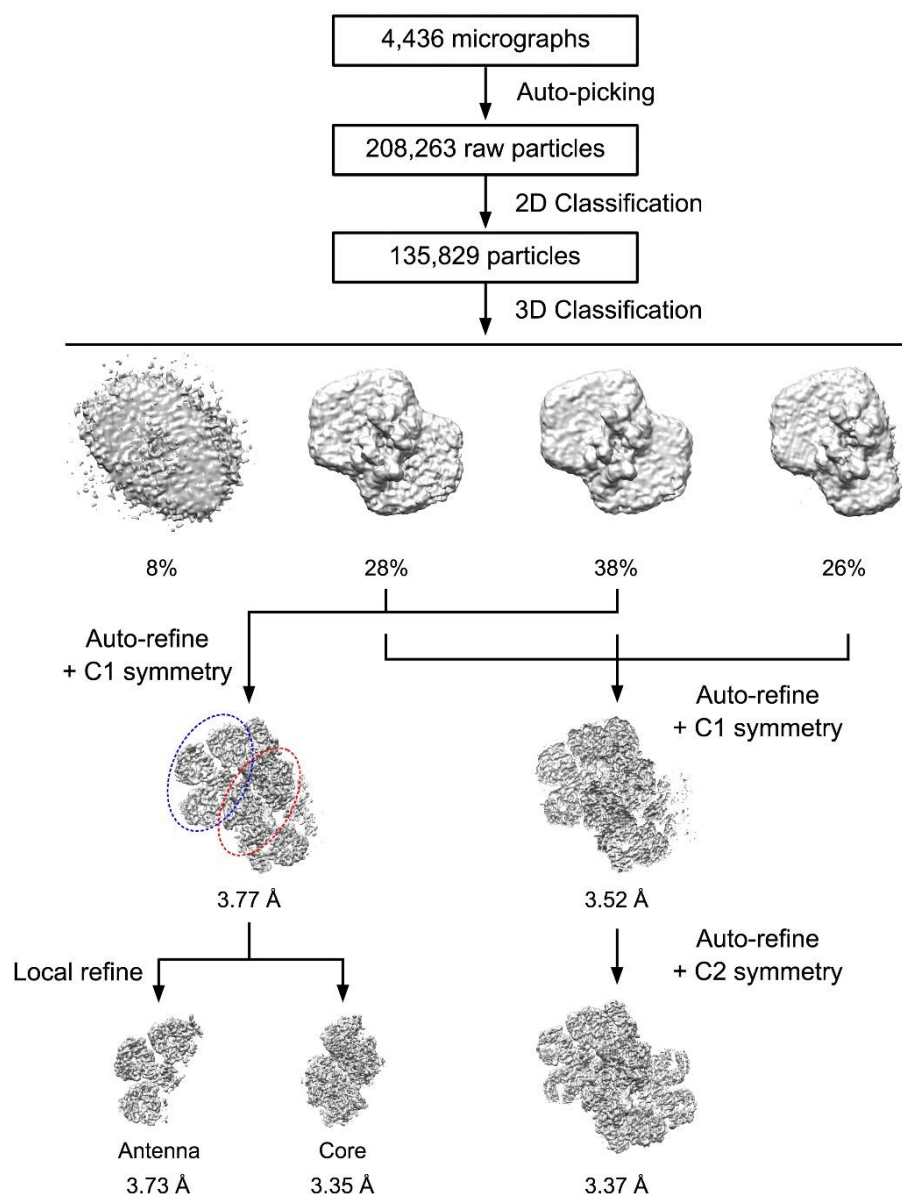 4,436 micrographs
Auto-picking
208,263 raw particles
2D Classification
135,829 particles
3D Classification
8%
28%
38%
26%
Auto-refine
+ C1 symmetry
Auto-refine
+ C1 symmetry
3.77 Å
3.52 Å
Local refine
Auto-refine
+ C2 symmetry
Antenna
Core
3.73 Å
3.35 Å
3.37 Å